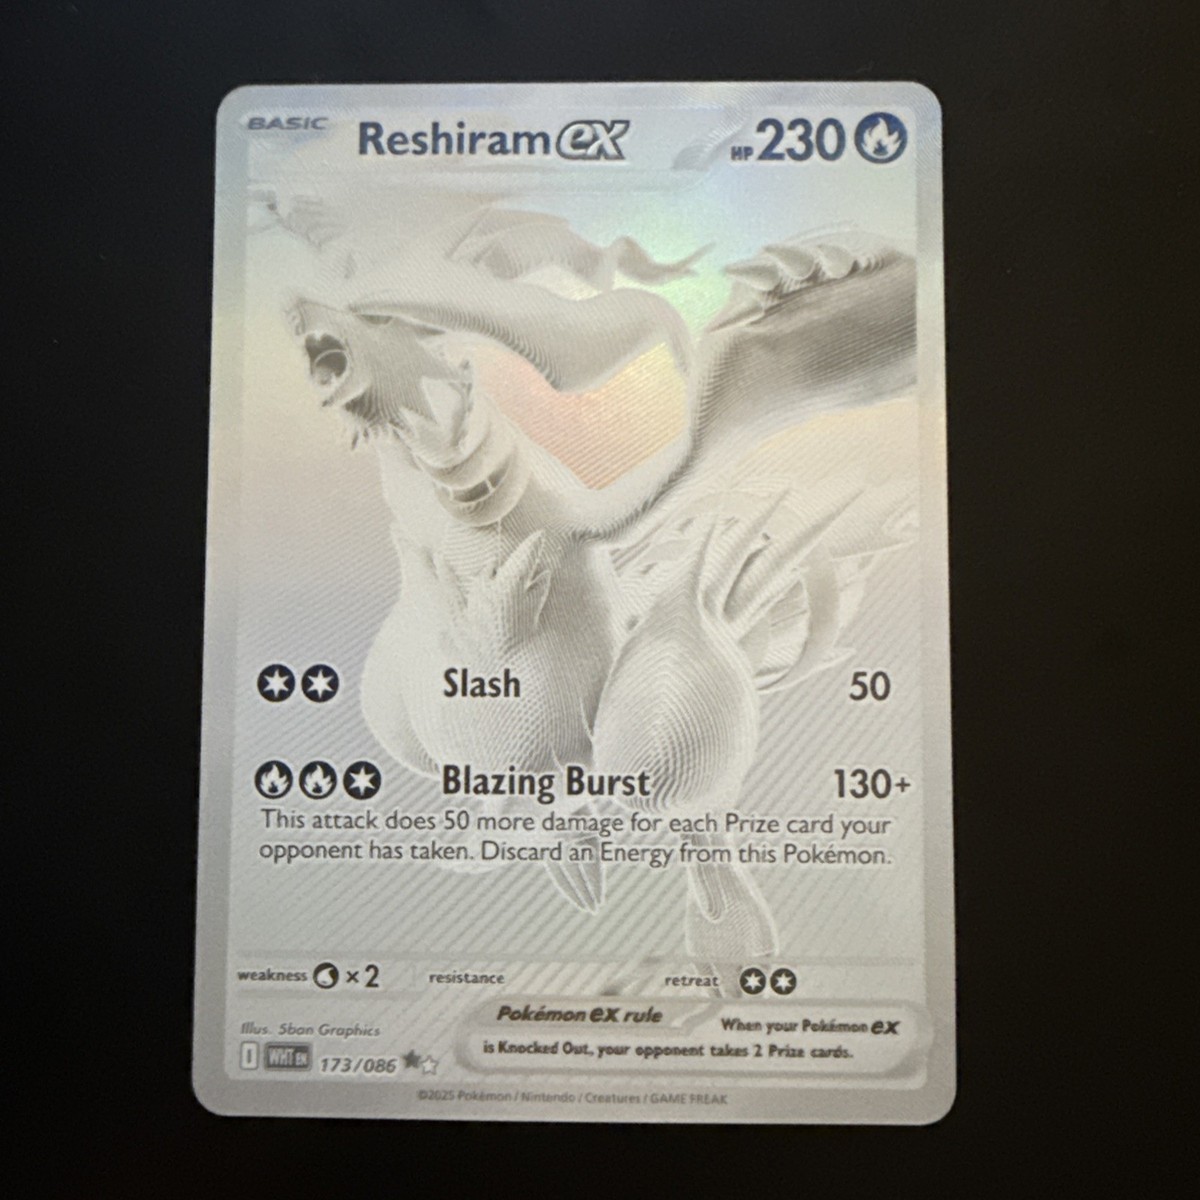 BASIC Reshiram ex HP 230
Slash 50
Blazing Burst 130+
This attack does 50 more damage for each Prize card your
opponent has taken. Discard an Energy from this Pokémon.
weakness ×2 resistance retreat
Pokémon ex rule When your Pokémon ex
is Knocked Out, your opponent takes 2 Prize cards.
Illus. 5ban Graphics
I WHT EN 173/086
©2025 Pokémon / Nintendo / Creatures / GAME FREAK